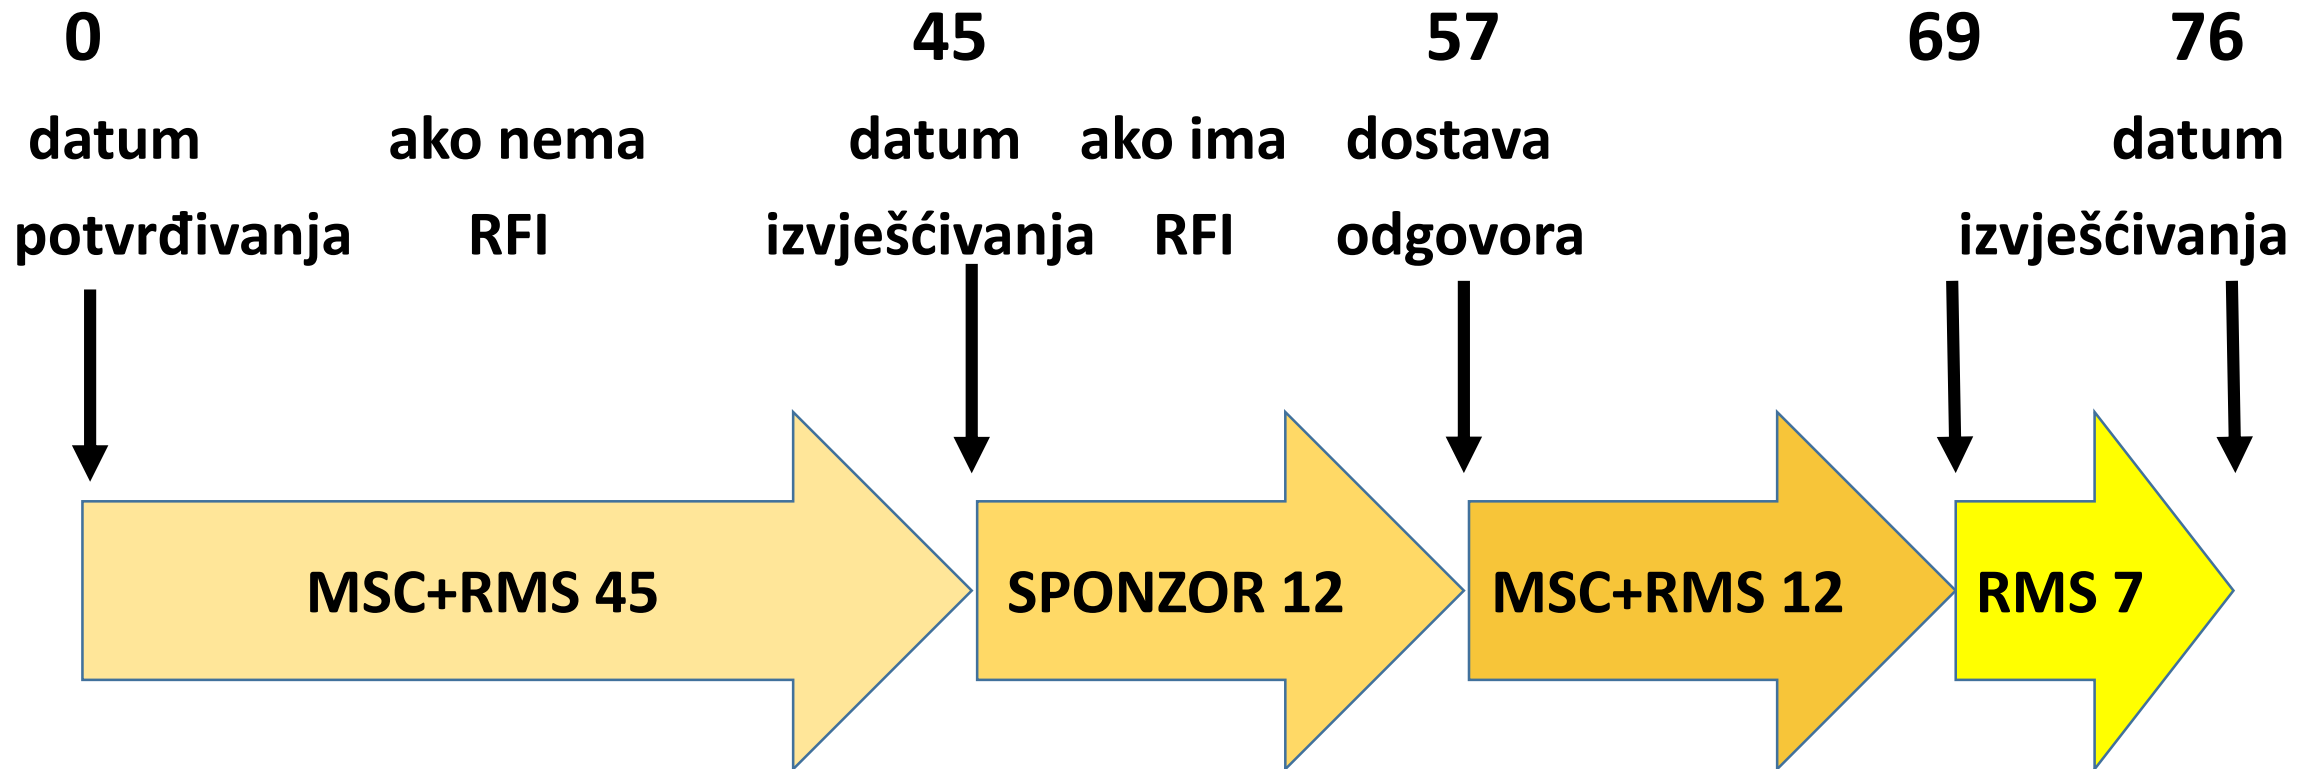 0 45 57 69 76
datum ako nema datum ako ima dostava datum
potvrđivanja RFI izvješćivanja RFI odgovora izvješćivanja
MSC+RMS 45 SPONZOR 12 MSC+RMS 12 RMS 7